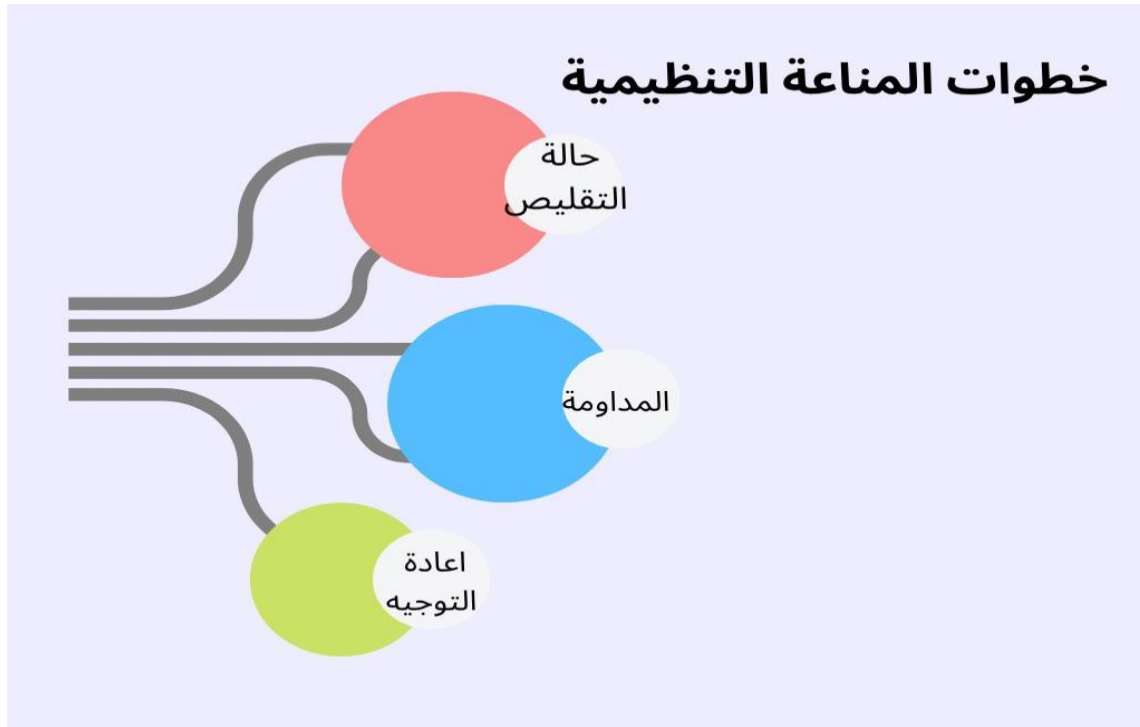 خطوات المناعة التنظيمية
حالة
التقليص
المداومة
اعادة
التوجيه